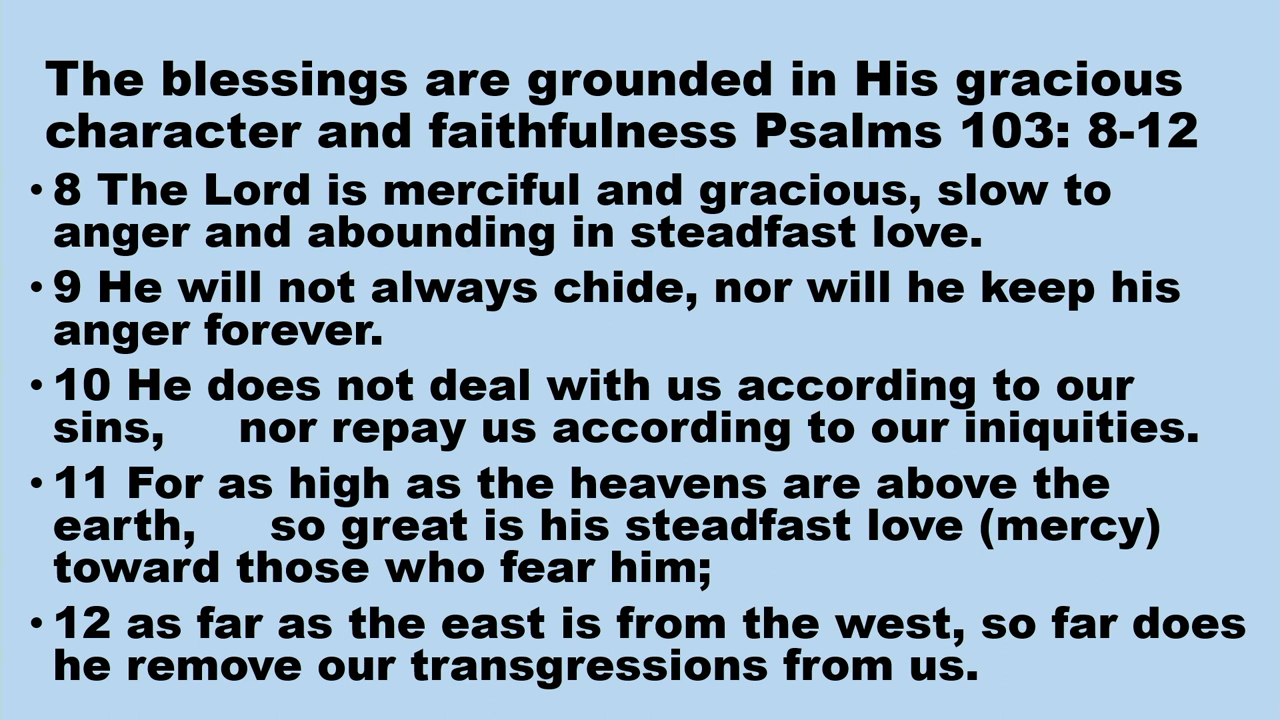 The blessings are grounded in His gracious
character and faithfulness Psalms 103: 8-12
• 8 The Lord is merciful and gracious, slow to
anger and abounding in steadfast love.
• 9 He will not always chide, nor will he keep his
anger forever.
• 10 He does not deal with us according to our
sins,     nor repay us according to our iniquities.
• 11 For as high as the heavens are above the
earth,     so great is his steadfast love (mercy)
toward those who fear him;
• 12 as far as the east is from the west, so far does
he remove our transgressions from us.